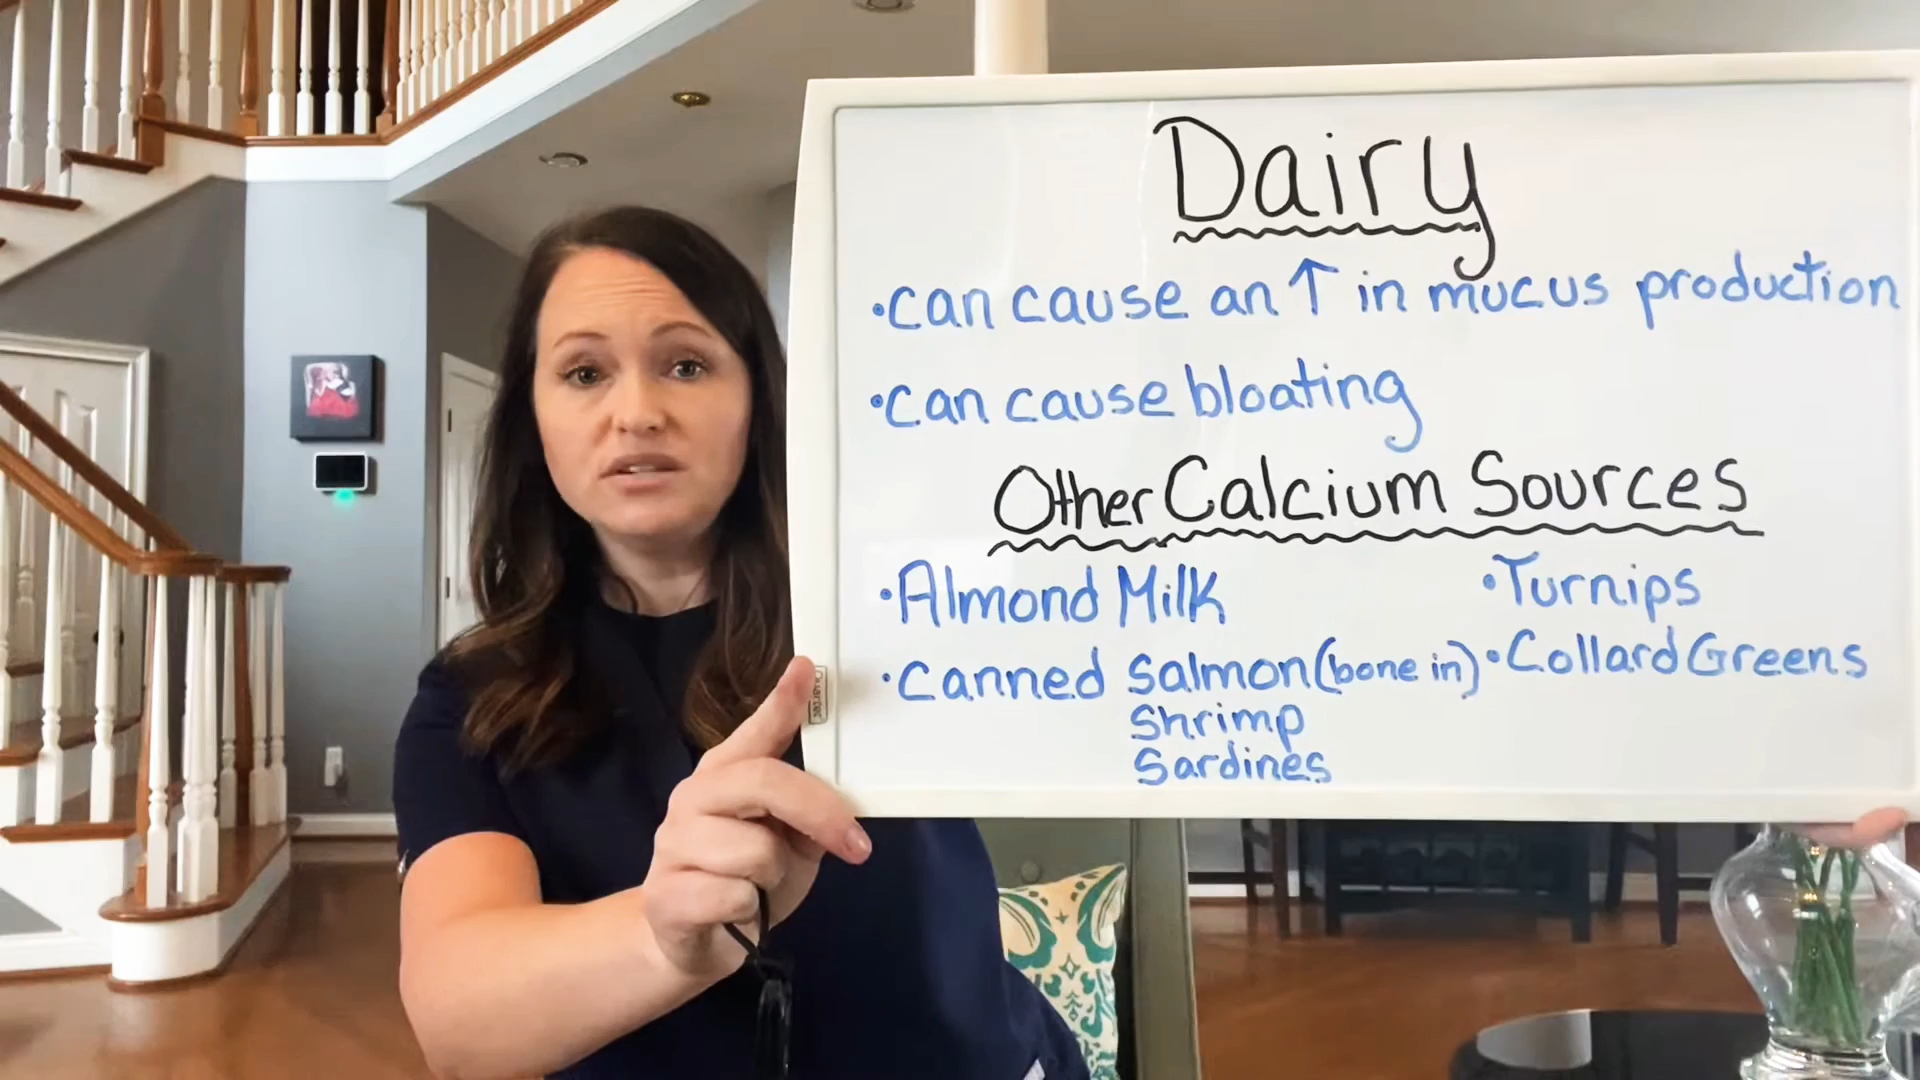 Dairy
•can cause an ↑ in mucus production
•can cause bloating
Other Calcium Sources
•Almond Milk
•Turnips
•Canned Salmon (bone in)
•Collard Greens
Shrimp
Sardines
Quartet